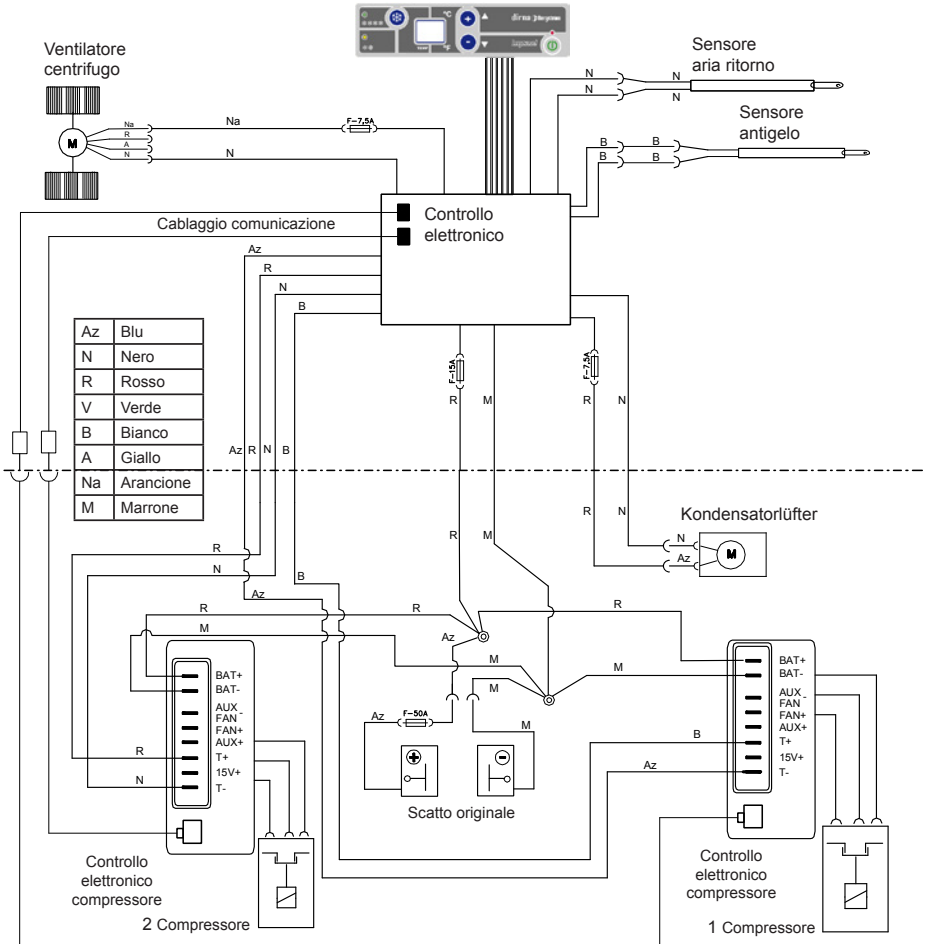 °C
°F
dirna Bergstrom
Ventilatore
centrifugo
M
Na
R
A
N
Na
F-7,5A
N
Sensore
aria ritorno
N
N
N
N
Sensore
antigelo
B
B
B
B
Cablaggio comunicazione
Controllo
elettronico
Az
R
N
B
Az Blu
N Nero
R Rosso
V Verde
B Bianco
A Giallo
Na Arancione
M Marrone
F-15A
F-7,5A
R
M
R
N
Az
R
N
B
R
M
R
N
Kondensatorlüfter
N
Az
M
R
N
B
Az
R
R
R
M
Az
M
M
M
Az
F-50A
M
+
-
Scatto originale
BAT+
BAT-
AUX -
FAN
FAN+
AUX+
T+
15V+
T-
R
N
Controllo
elettronico
compressore
2 Compressore
B
Az
BAT+
BAT-
AUX -
FAN
FAN+
AUX+
T+
15V+
T-
Controllo
elettronico
compressore
1 Compressore